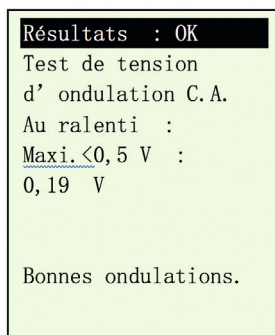 Résultats : OK
Test de tension
d’ ondulation C.A.
Au ralenti :
Maxi.<0,5 V :
0,19 V
Bonnes ondulations.